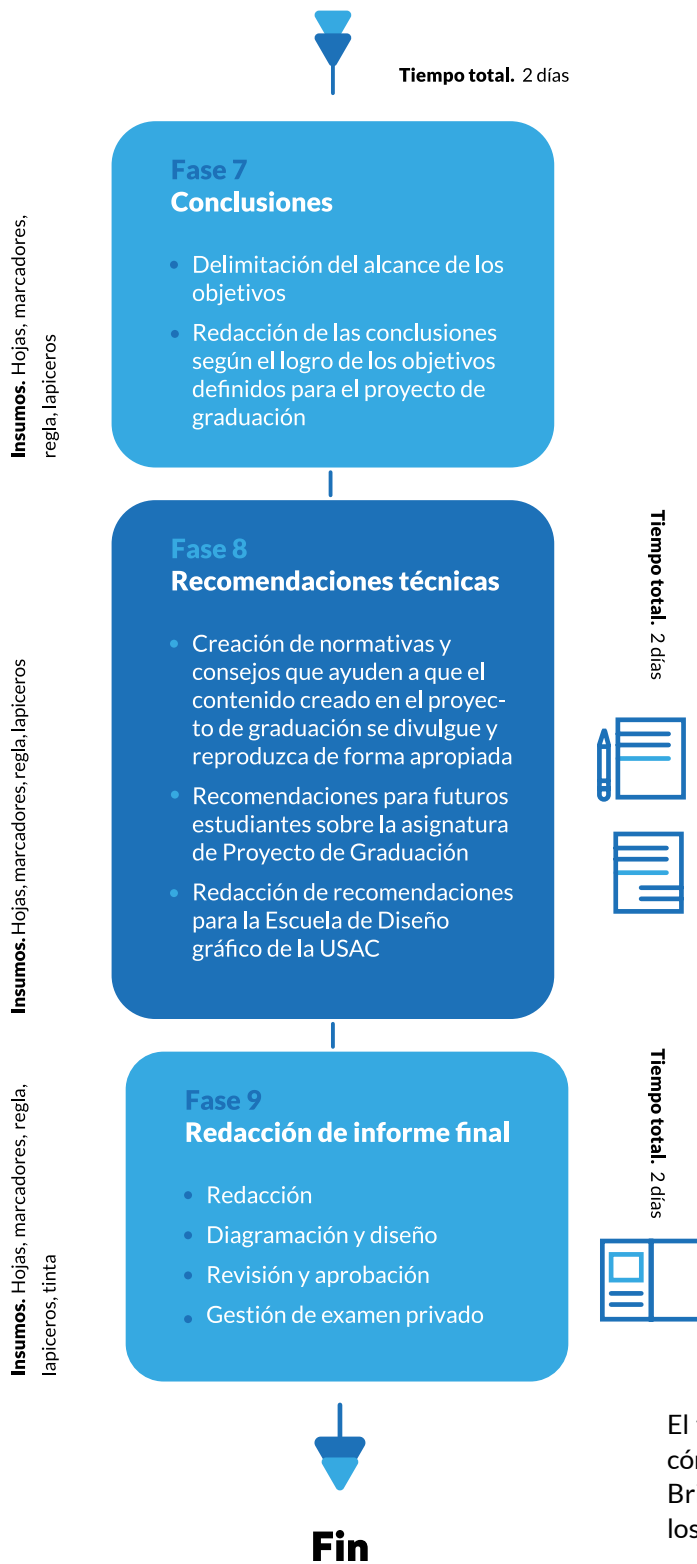 Tiempo total. 2 días
Insumos. Hojas, marcadores,
regla, lapiceros
Fase 7
Conclusiones
• Delimitación del alcance de los
objetivos
• Redacción de las conclusiones
según el logro de los objetivos
definidos para el proyecto de
graduación
Insumos. Hojas, marcadores, regla, lapiceros
Fase 8
Recomendaciones técnicas
• Creación de normativas y
consejos que ayuden a que el
contenido creado en el proyec-
to de graduación se divulgue y
reproduzca de forma apropiada
• Recomendaciones para futuros
estudiantes sobre la asignatura
de Proyecto de Graduación
• Redacción de recomendaciones
para la Escuela de Diseño
gráfico de la USAC
Tiempo total. 2 días
Insumos. Hojas, marcadores, regla,
lapiceros, tinta
Fase 9
Redacción de informe final
• Redacción
• Diagramación y diseño
• Revisión y aprobación
• Gestión de examen privado
Tiempo total. 2 días
Fin
El
los